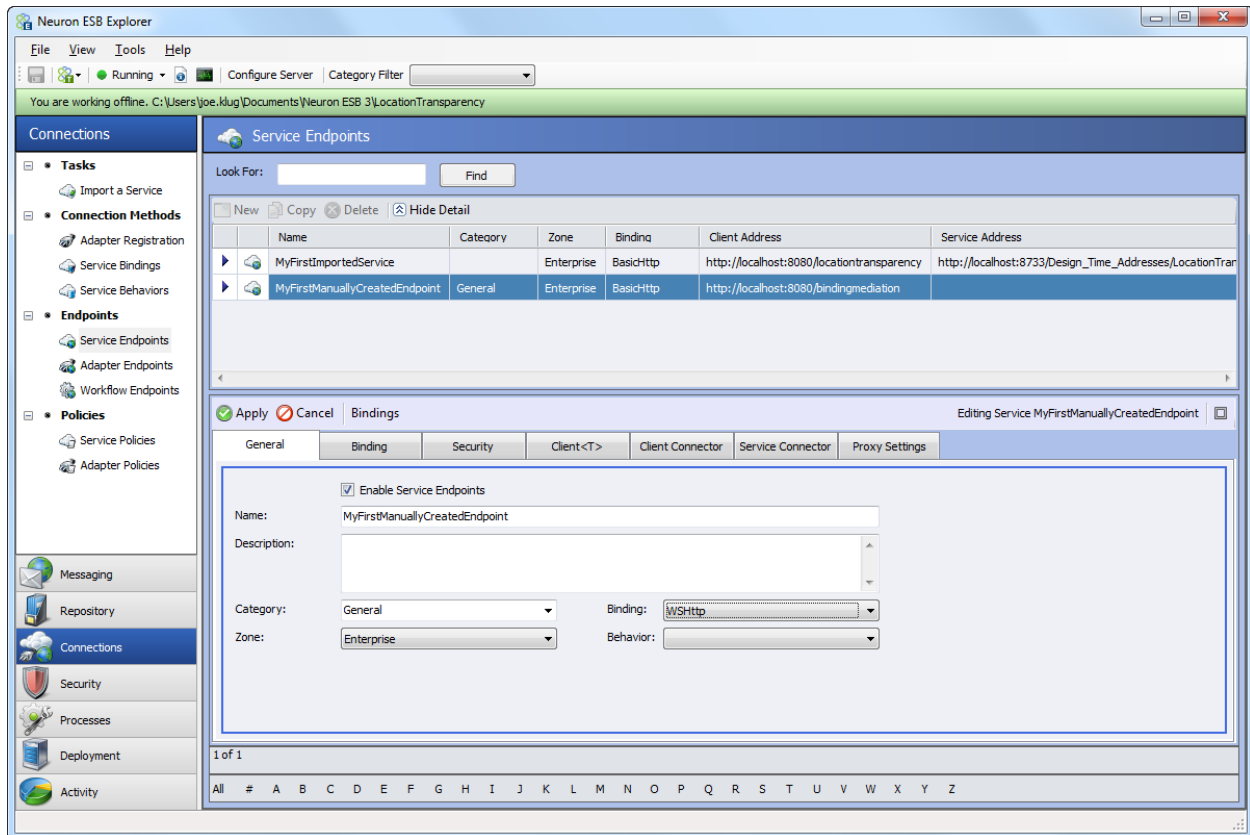 Neuron ESB Explorer
File View Tools Help
Running Configure Server Category Filter
You are working offline. C:\Users\joe.klug\Documents\Neuron ESB 3\LocationTransparency
Connections
Tasks
Import a Service
Connection Methods
Adapter Registration
Service Bindings
Service Behaviors
Endpoints
Service Endpoints
Adapter Endpoints
Workflow Endpoints
Policies
Service Policies
Adapter Policies
Messaging
Repository
Connections
Security
Processes
Deployment
Activity
Service Endpoints
Look For: Find
New Copy Delete Hide Detail
Name Category Zone Binding Client Address Service Address
MyFirstImportedService Enterprise BasicHttp http://localhost:8080/locationtransparency http://localhost:8733/Design_Time_Addresses/LocationTran
MyFirstManuallyCreatedEndpoint General Enterprise BasicHttp http://localhost:8080/bindingmediation
Apply Cancel Bindings Editing Service MyFirstManuallyCreatedEndpoint
General Binding Security Client<T> Client Connector Service Connector Proxy Settings
Enable Service Endpoints
Name: MyFirstManuallyCreatedEndpoint
Description:
Category: General Binding: WSHttp
Zone: Enterprise Behavior:
1 of 1
All # A B C D E F G H I J K L M N O P Q R S T U V W X Y Z